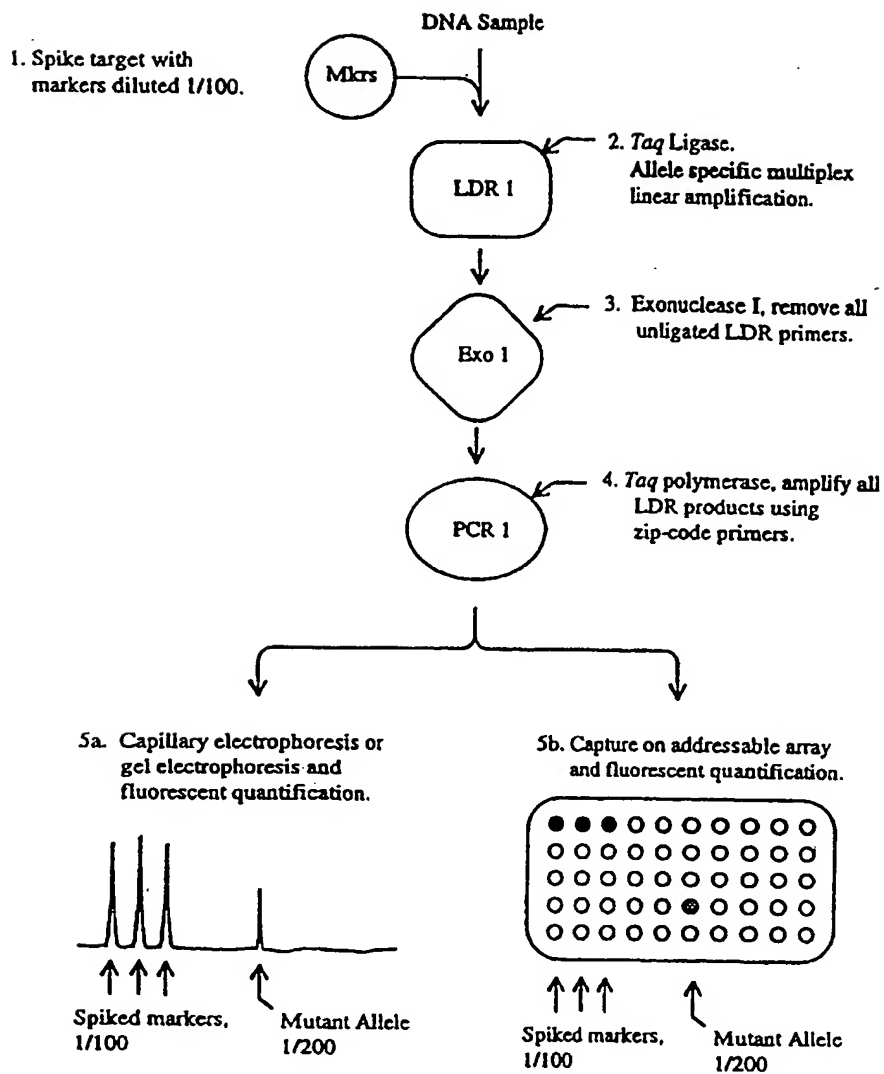 DNA Sample
1. Spike target with
markers diluted 1/100.
Mkrs
2. Taq Ligase.
Allele specific multiplex
linear amplification.
LDR 1
3. Exonuclease I, remove all
unligated LDR primers.
Exo 1
4. Taq polymerase, amplify all
LDR products using
zip-code primers.
PCR 1
5a. Capillary electrophoresis or
gel electrophoresis and
fluorescent quantification.
5b. Capture on addressable array
and fluorescent quantification.
Spiked markers,
1/100
Mutant Allele
1/200
Spiked markers,
1/100
Mutant Allele
1/200